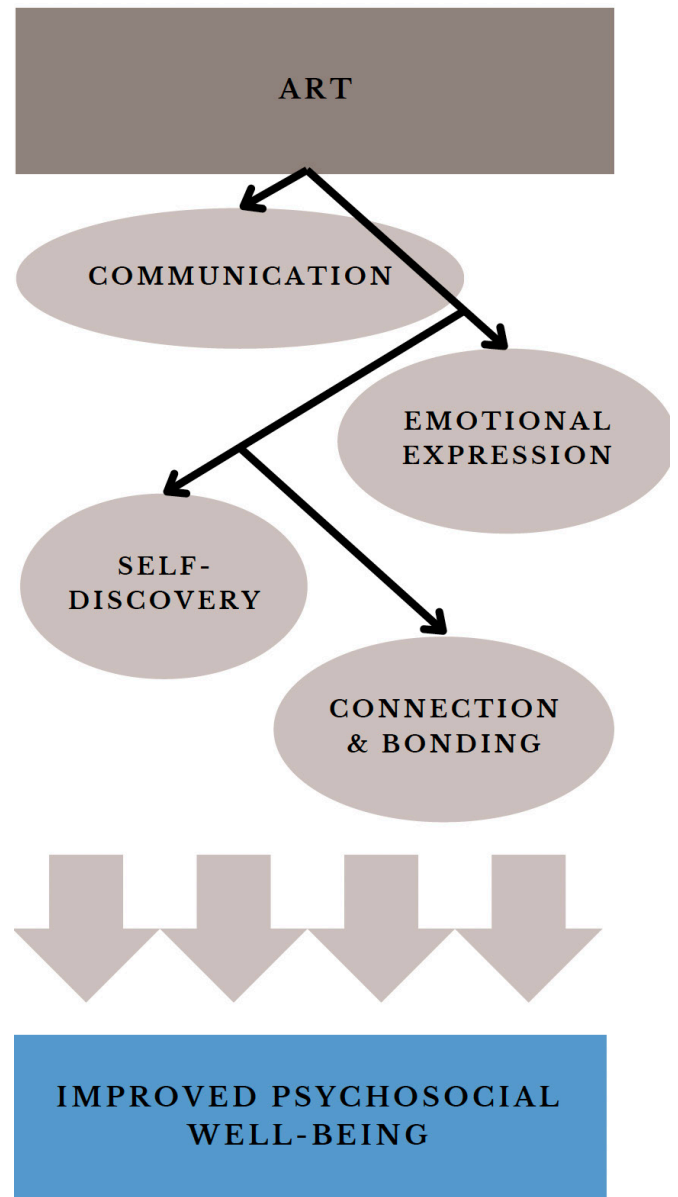 ART
COMMUNICATION
EMOTIONAL
EXPRESSION
SELF-
DISCOVERY
CONNECTION
& BONDING
IMPROVED PSYCHOSOCIAL
WELL-BEING